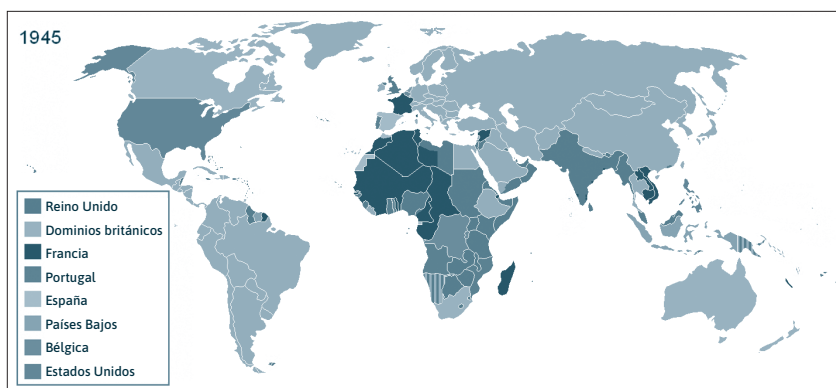 1945
Reino Unido
Dominios británicos
Francia
Portugal
España
Países Bajos
Bélgica
Estados Unidos